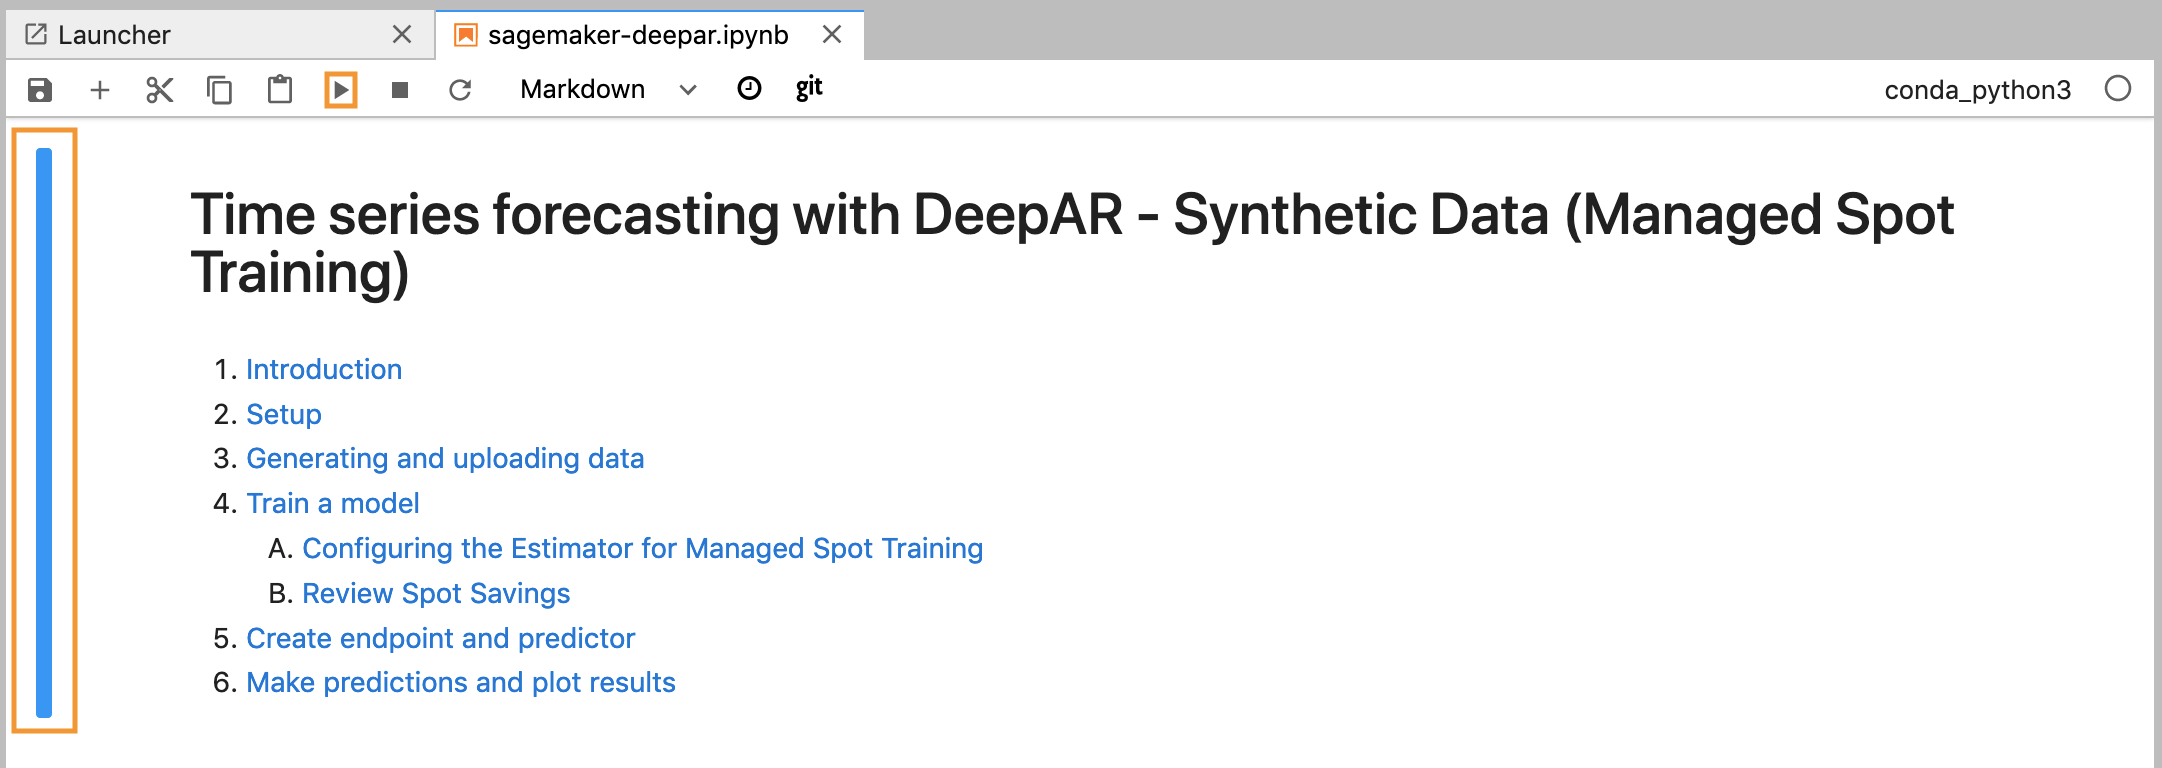 Launcher
sagemaker-deepar.ipynb
Markdown
git
conda_python3
Time series forecasting with DeepAR - Synthetic Data (Managed Spot
Training)
1. Introduction
2. Setup
3. Generating and uploading data
4. Train a model
A. Configuring the Estimator for Managed Spot Training
B. Review Spot Savings
5. Create endpoint and predictor
6. Make predictions and plot results